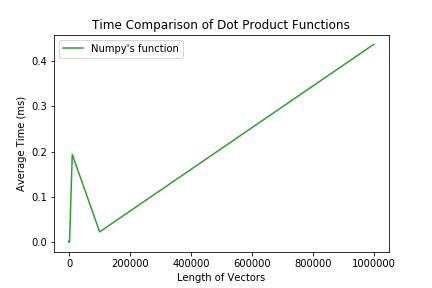 Time Comparison of Dot Product Functions
Numpy's function
Average Time (ms)
0.4
0.3
0.2
0.1
0.0
0 200000 400000 600000 800000 1000000
Length of Vectors